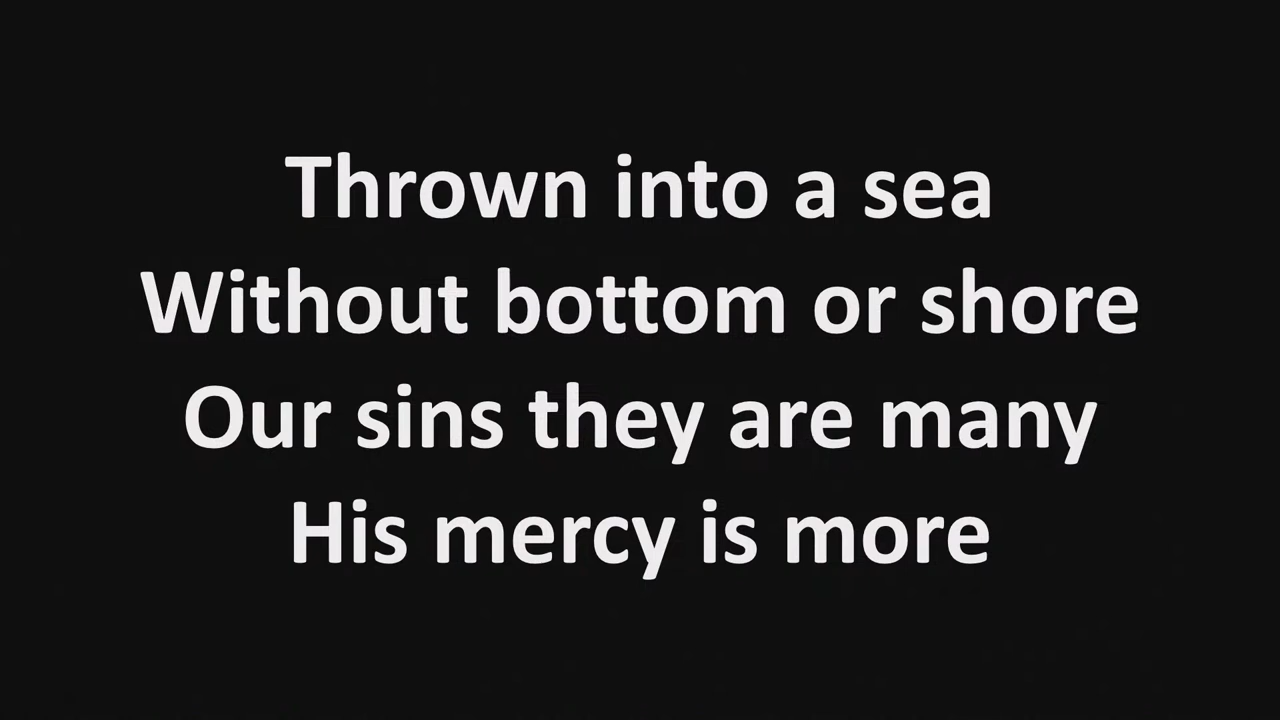 Thrown into a sea
Without bottom or shore
Our sins they are many
His mercy is more